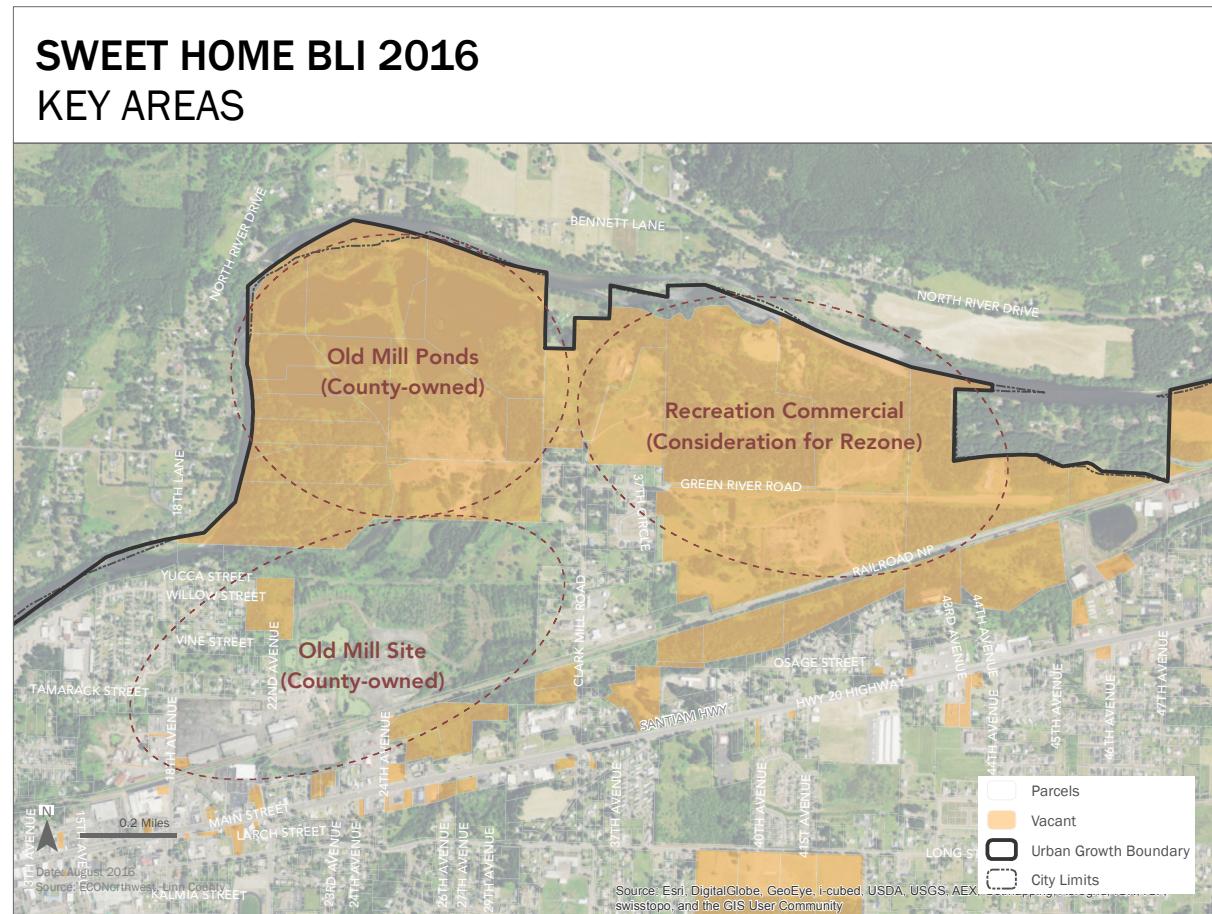 SWEET HOME BLI 2016
KEY AREAS
NORTH RIVER DRIVE
BENNETT LANE
NORTH RIVER DRIVE
Old Mill Ponds
(County-owned)
Recreation Commercial
(Consideration for Rezone)
18TH LANE
GREEN RIVER ROAD
37TH CIRCLE
RAILROAD NP
YUCCA STREET
WILLOW STREET
VINE STREET
22ND AVENUE
CLARK MILL ROAD
43RD AVENUE
44TH AVENUE
Old Mill Site
(County-owned)
OSAGE STREET
TAMARACK STREET
HWY 20 HIGHWAY
SANTIAM HWY
18TH AVENUE
24TH AVENUE
44TH AVENUE
45TH AVENUE
46TH AVENUE
47TH AVENUE
37TH AVENUE
40TH AVENUE
41ST AVENUE
MAIN STREET
LARCH STREET
13TH AVENUE
15TH AVENUE
23RD AVENUE
24TH AVENUE
26TH AVENUE
27TH AVENUE
29TH AVENUE
KALMIA STREET
LONG
N
0.2 Miles
Date: August 2016
Source: ECONorthwest, Linn County
Parcels
Vacant
Urban Growth Boundary
City Limits
Source: Esri, DigitalGlobe, GeoEye, i-cubed, USDA, USGS, AEX,
swisstopo, and the GIS User Community